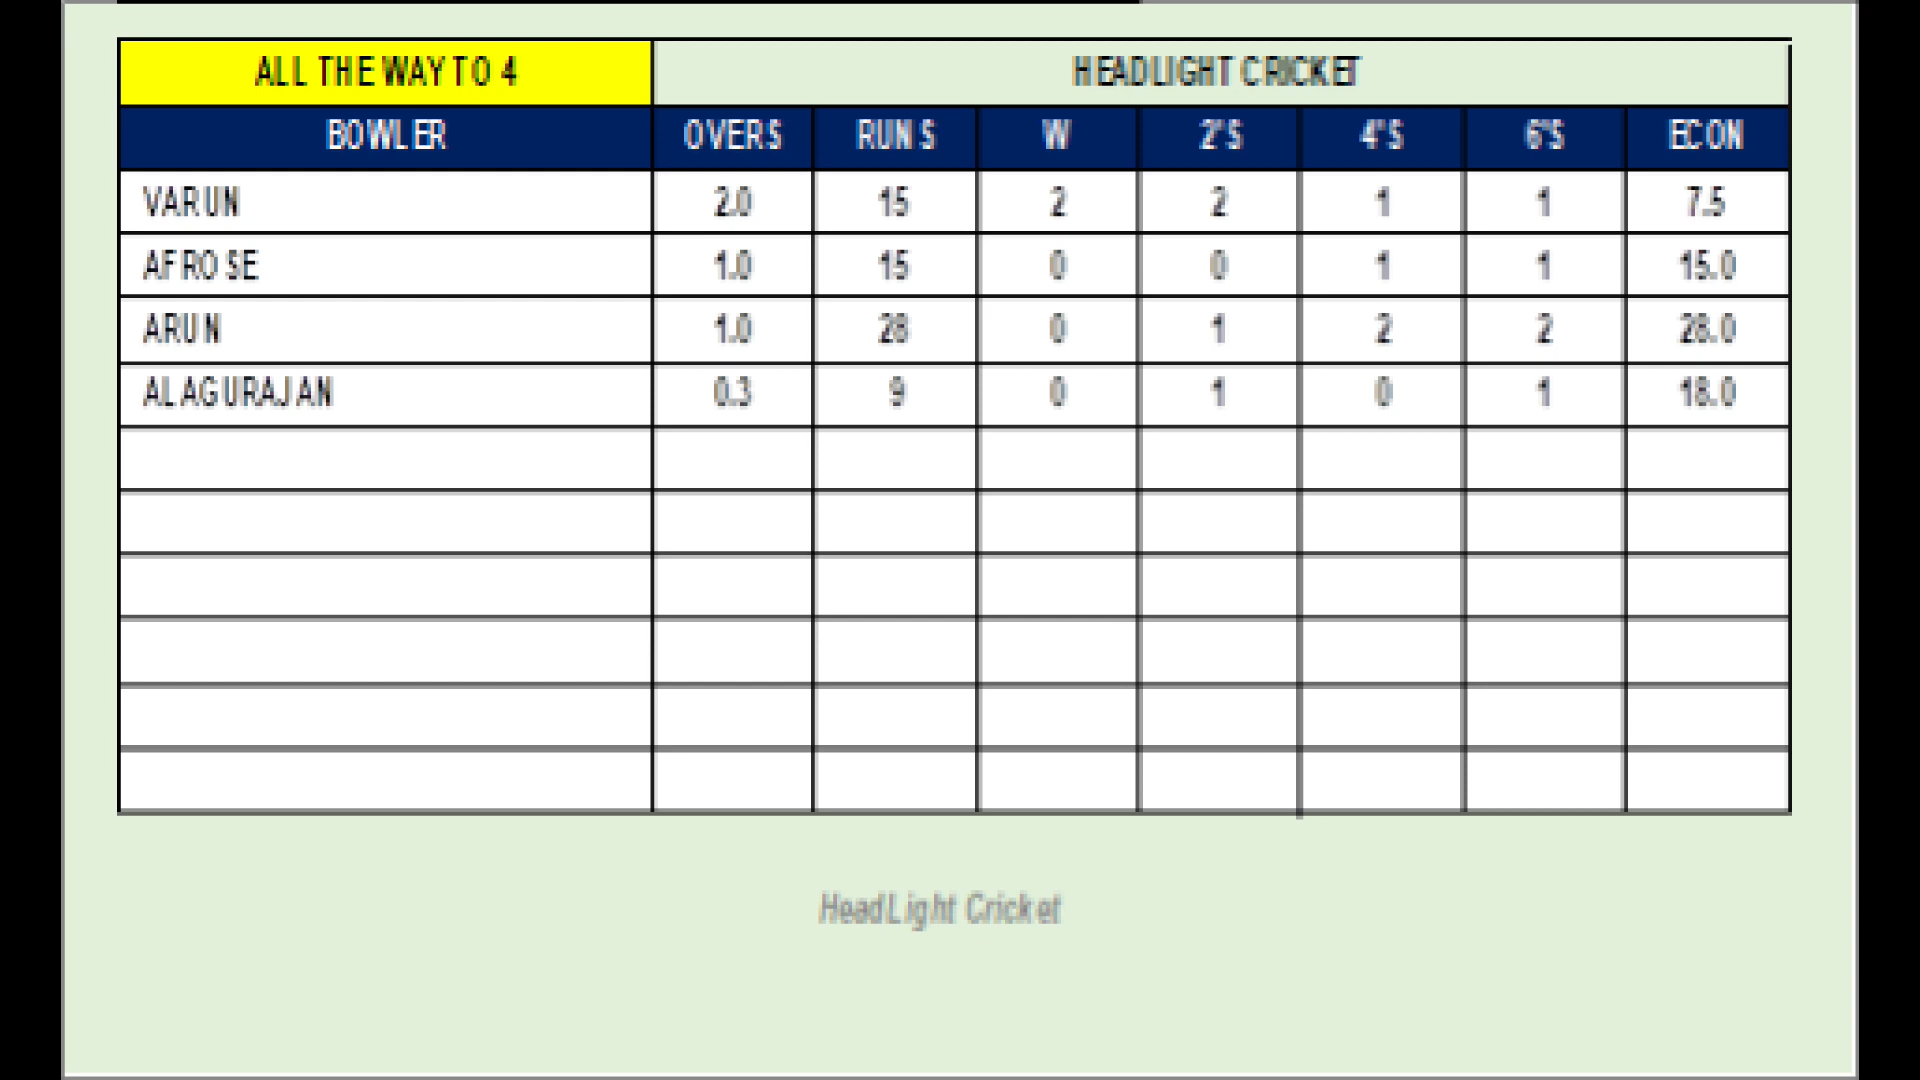 ALL THE WAY TO 4 HEADLIGHT CRICKET
BOWLER OVERS RUNS W 2'S 4'S 6'S ECON
VARUN 2.0 15 2 2 1 1 7.5
AFROSE 1.0 15 0 0 1 1 15.0
ARUN 1.0 28 0 1 2 2 28.0
ALAGURAJAN 0.3 9 0 1 0 1 18.0
HeadLight Cricket